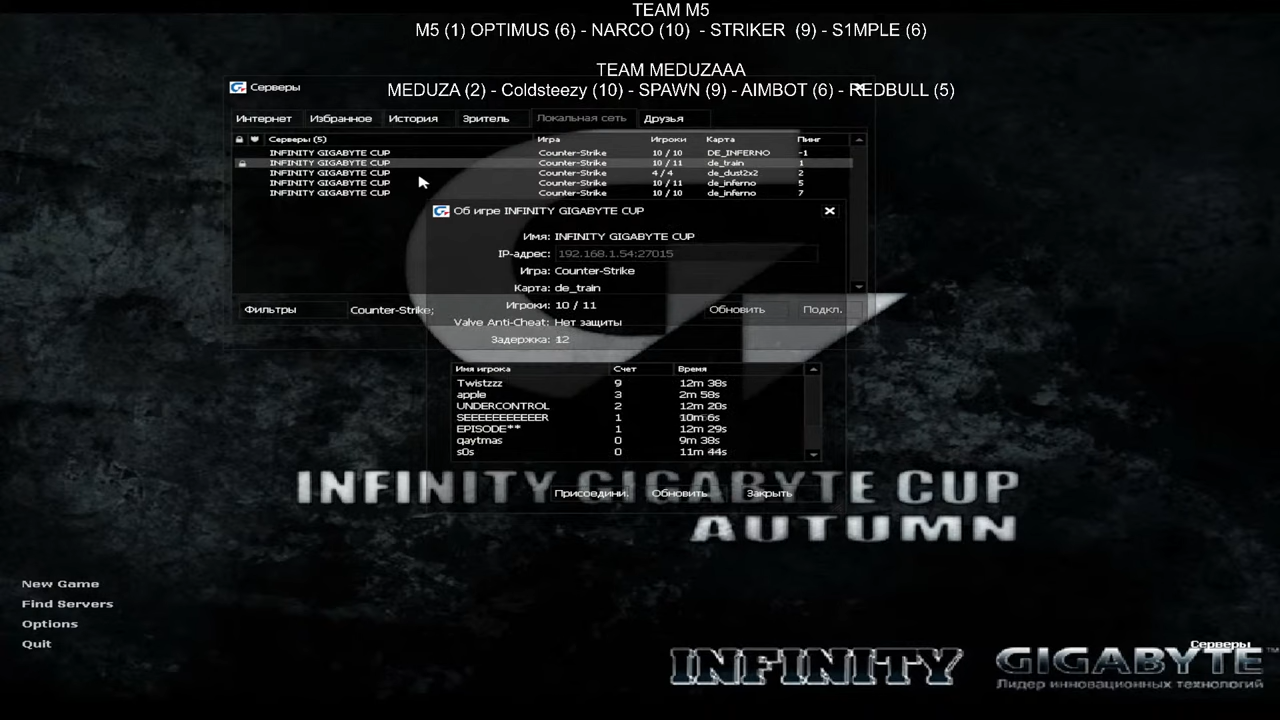 TEAM M5
M5 (1) OPTIMUS (6) - NARCO (10) - STRIKER (9) - S1MPLE (6)
TEAM MEDUZAAA
MEDUZA (2) - Coldsteezy (10) - SPAWN (9) - AIMBOT (6) - REDBULL (5)
Серверы
Интернет Избранное История Зритель Локальная сеть Друзья
Серверы (5) Игра Игроки Карта Пинг
INFINITY GIGABYTE CUP Counter-Strike 10 / 10 DE_INFERNO -1
INFINITY GIGABYTE CUP Counter-Strike 10 / 11 de_train 1
INFINITY GIGABYTE CUP Counter-Strike 4 / 4 de_dust2x2 2
INFINITY GIGABYTE CUP Counter-Strike 10 / 11 de_inferno 5
INFINITY GIGABYTE CUP Counter-Strike 10 / 10 de_inferno 7
Об игре INFINITY GIGABYTE CUP
Имя: INFINITY GIGABYTE CUP
IP-адрес: 192.168.1.54:27015
Игра: Counter-Strike
Карта: de_train
Игроки: 10 / 11
Фильтры Counter-Strike; Обновить Подкл.
Valve Anti-Cheat: Нет защиты
Задержка: 12
Имя игрока Счет Время
Twistzzz 9 12m 38s
apple 3 2m 58s
UNDERCONTROL 2 12m 20s
SEEEEEEEEEEER 1 10m 6s
EPISODE** 1 12m 29s
qaytmas 0 9m 38s
s0s 0 11m 44s
Присоедини. Обновить Закрыть
INFINITY GIGABYTE CUP
AUTUMN
New Game
Find Servers
Options
Quit
Серверы
INFINITY GIGABYTE™
Лидер инновационных технологий